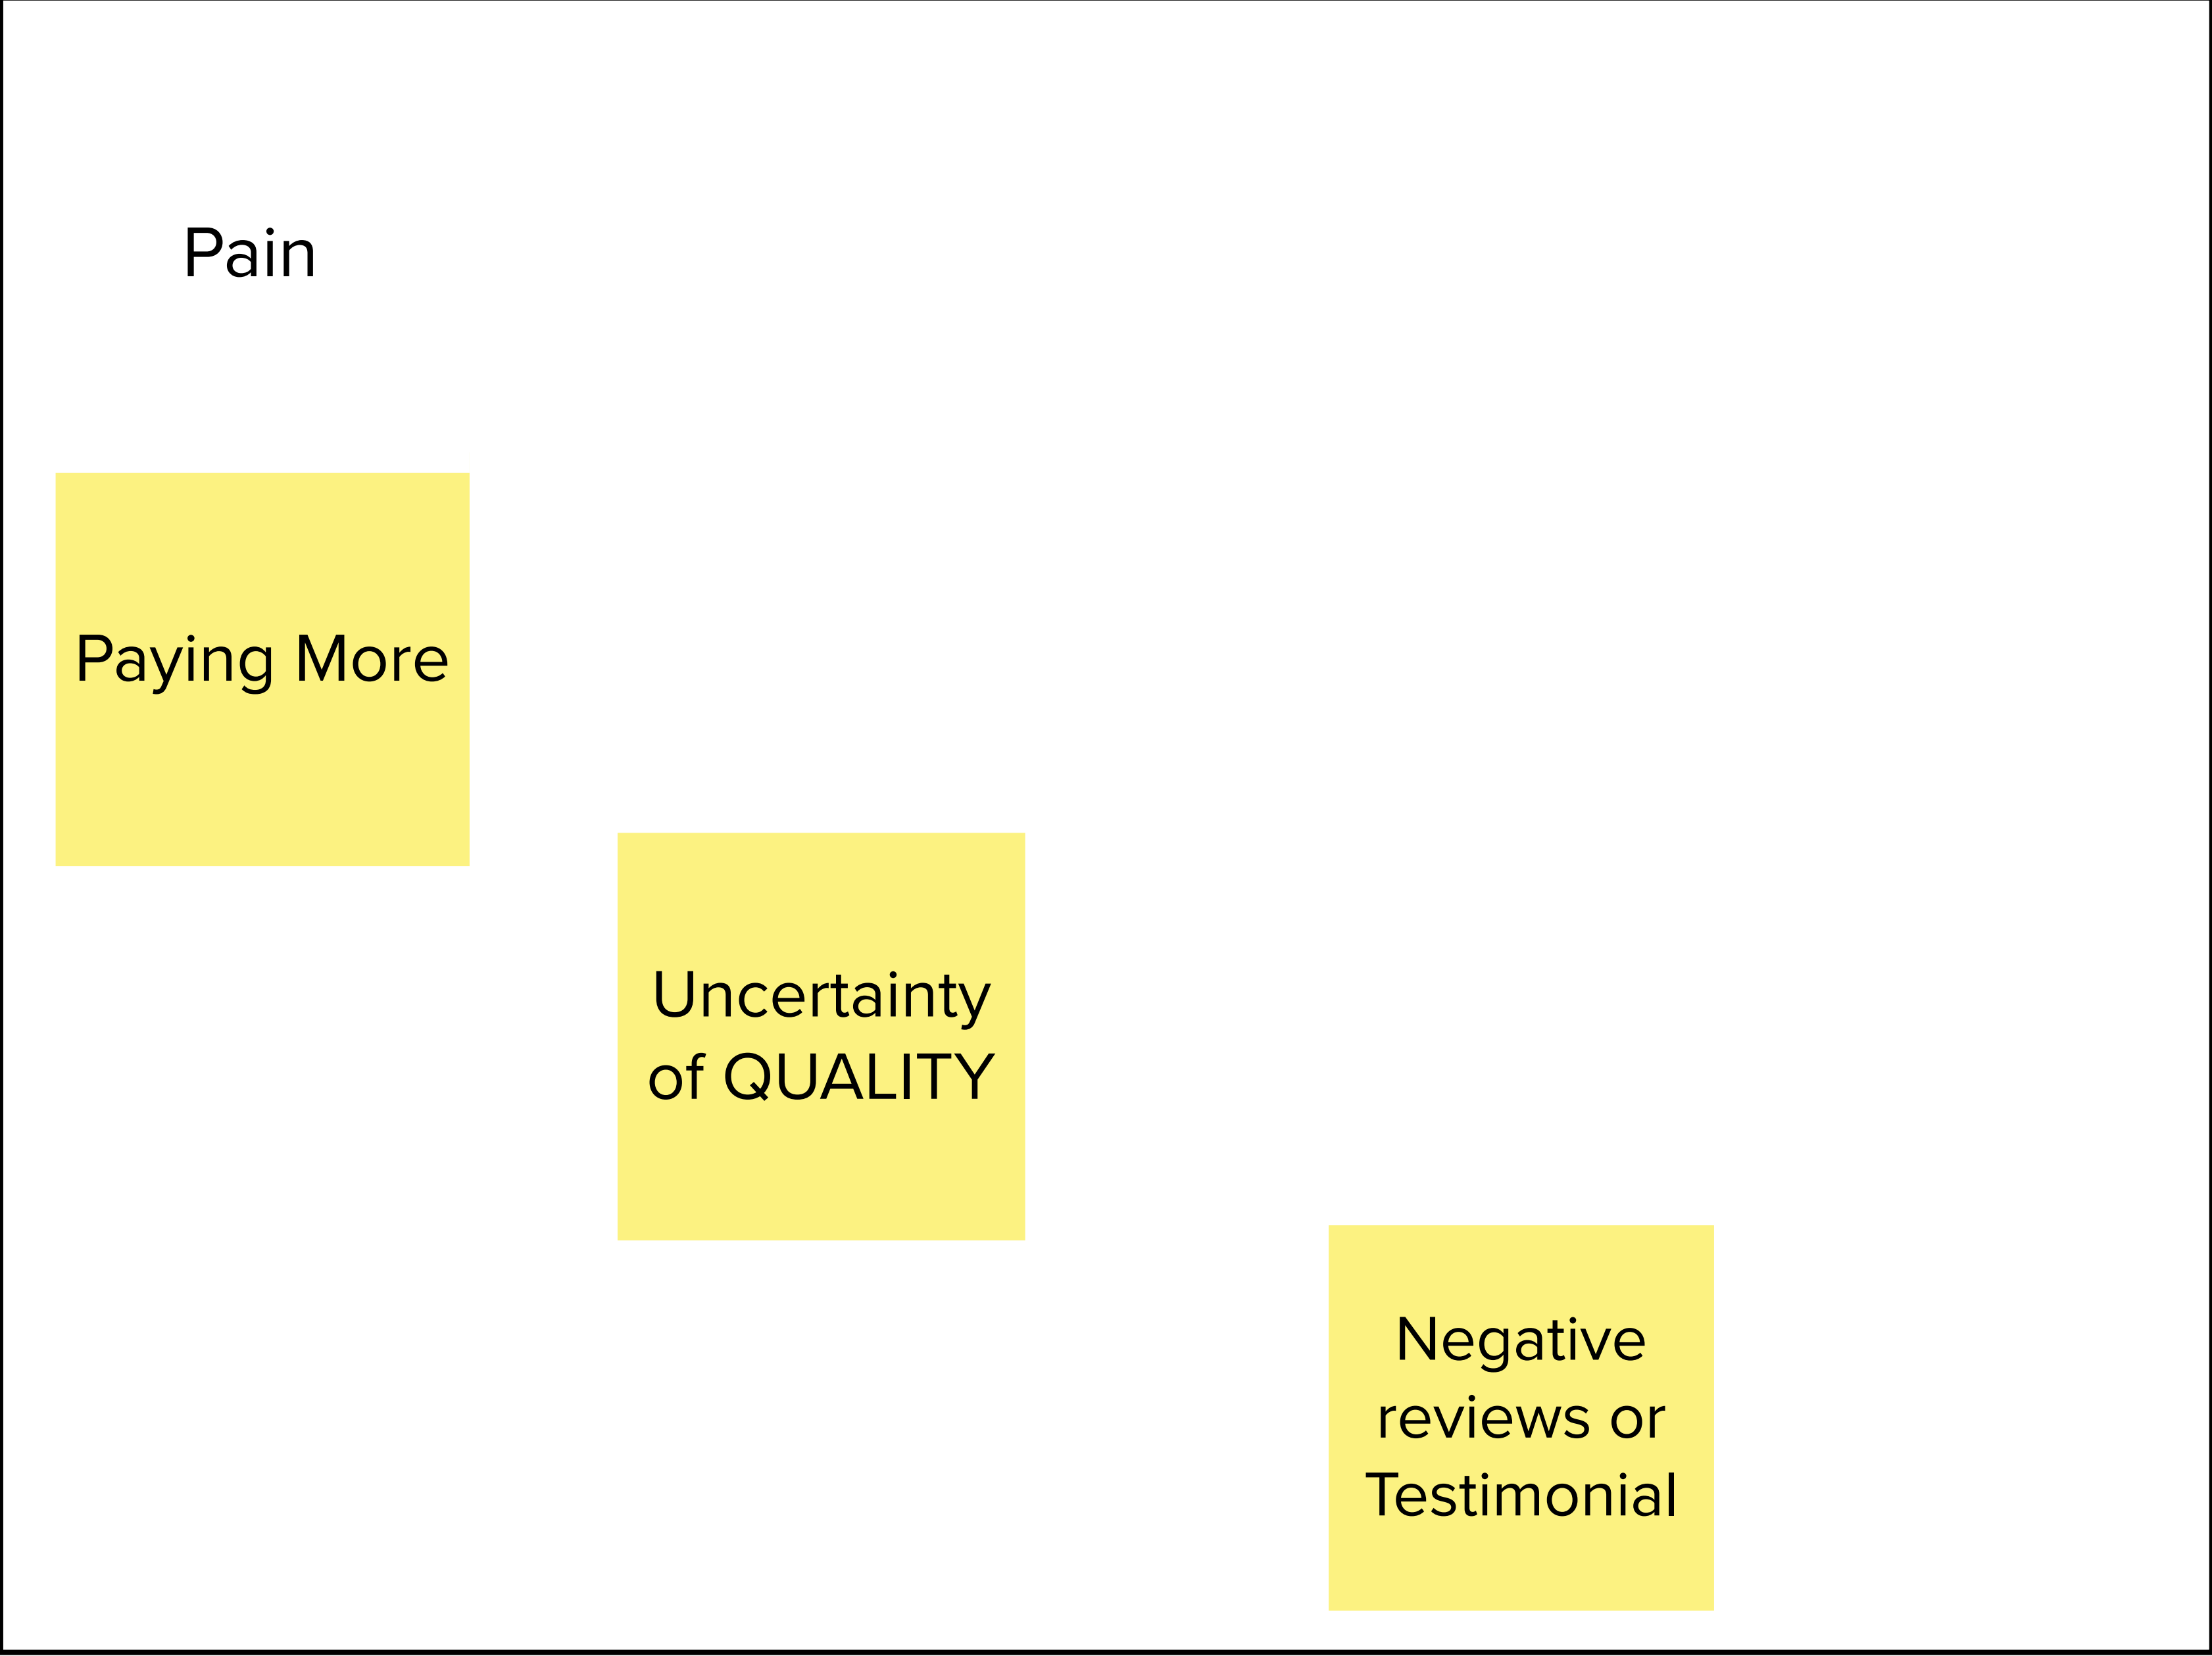 Pain
Paying More
Uncertainty
of QUALITY
Negative
reviews or
Testimonial